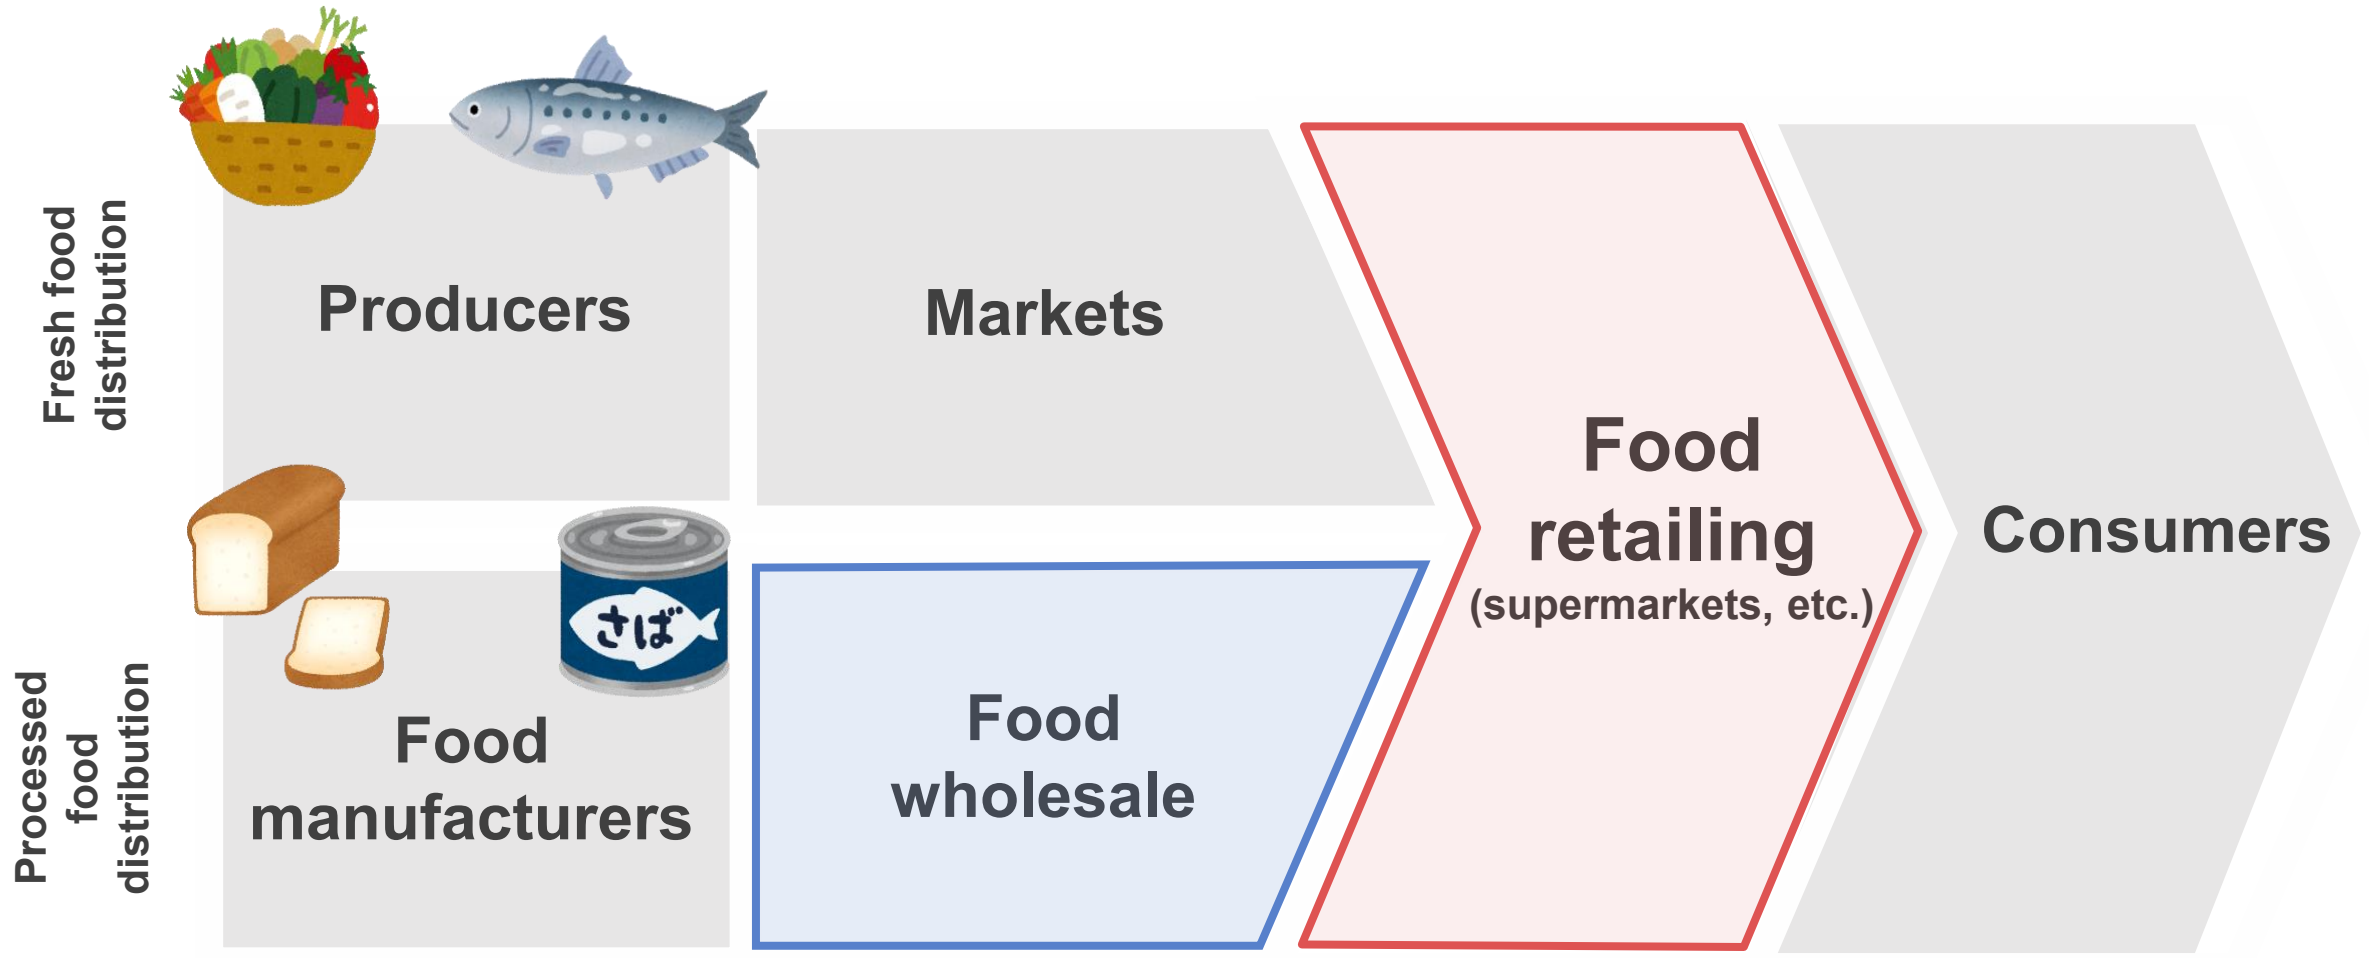 Fresh food
distribution
Producers
Markets
Food
retailing
(supermarkets, etc.)
Consumers
Processed
food
distribution
さば
Food
manufacturers
Food
wholesale